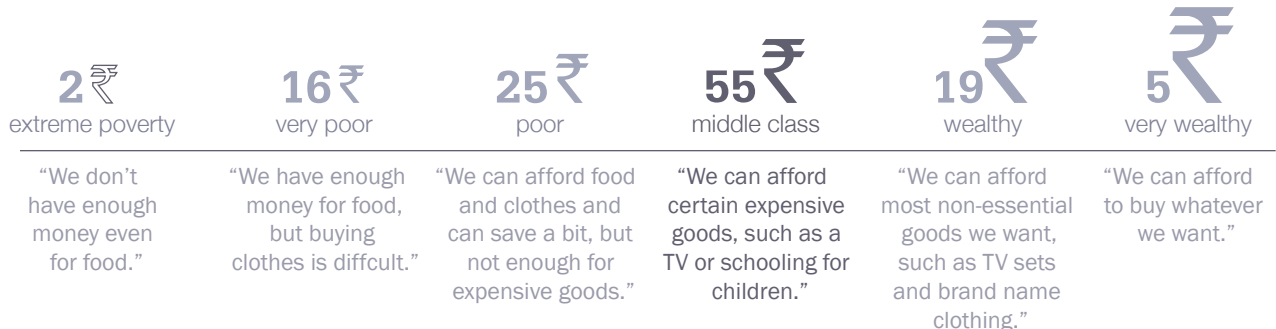 2₹
extreme poverty
“We don’t
have enough
money even
for food.”
16₹
very poor
“We have enough
money for food,
but buying
clothes is diffcult.”
25₹
poor
“We can afford food
and clothes and
can save a bit, but
not enough for
expensive goods.”
55₹
middle class
“We can afford
certain expensive
goods, such as a
TV or schooling for
children.”
19₹
wealthy
“We can afford
most non-essential
goods we want,
such as TV sets
and brand name
clothing.”
5₹
very wealthy
“We can afford
to buy whatever
we want.”